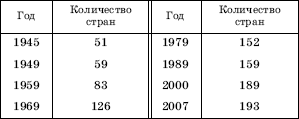 Год Количество стран Год Количество стран
1945 51 1979 152
1949 59 1989 159
1959 83 2000 189
1969 126 2007 193